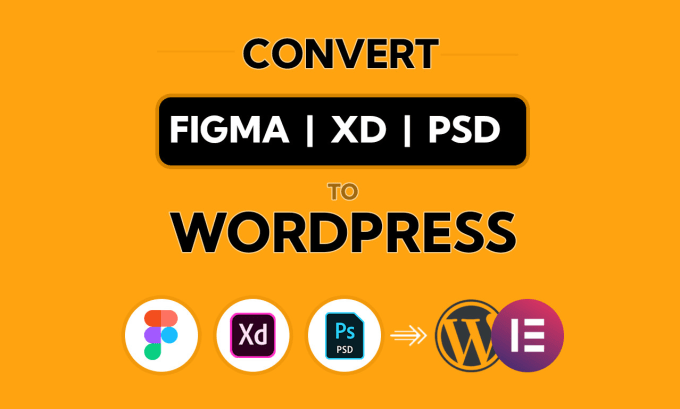 CONVERT
FIGMA | XD | PSD
TO
WORDPRESS
Xd
Ps
PSD